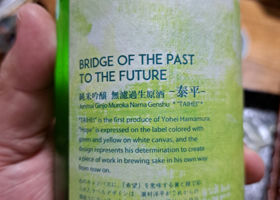 BRIDGE OF THE PAST
TO THE FUTURE
純米吟醸 無濾過生原酒 -泰平-
Junmai Ginjo Muroka Nama Genshu * "TAIHEI"
"TAIHEI" is the first produce of Yohei Hamamura.
"Hope" is expressed on the label colored with
green and yellow on white canvas, and the
design represents his determination to create
a piece of work in brewing sake in his own way
from now on.